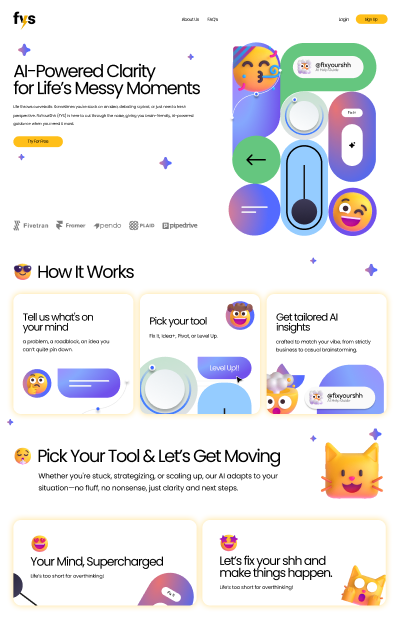 fys
About Us FAQs
Login Sign Up
AI-Powered Clarity
for Life's Messy Moments
Life throws curveballs. Sometimes you're stuck on an idea, debating a pivot, or just need a fresh
perspective. FixYourShh (FYS) is here to cut through the noise, giving you brain-friendly, AI-powered
guidance when you need it most.
Try For Free
@fixyourshh
AI Help Guide
Fix It
Fivetran Framer pendo PLAID pipedrive
How It Works
Tell us what's on
your mind
a problem, a roadblock, an idea you
can't quite pin down.
Pick your tool
Fix It, Idea+, Pivot, or Level Up.
Level Up!!
Get tailored AI
insights
crafted to match your vibe, from strictly
business to casual brainstorming.
@fixyourshh
AI Help Guide
Pick Your Tool & Let's Get Moving
Whether you're stuck, strategizing, or scaling up, our AI adapts to your
situation—no fluff, no nonsense, just clarity and next steps.
Your Mind, Supercharged
Life's too short for overthinking!
Fix It
Let's fix your shh and
make things happen.
Life's too short for overthinking!